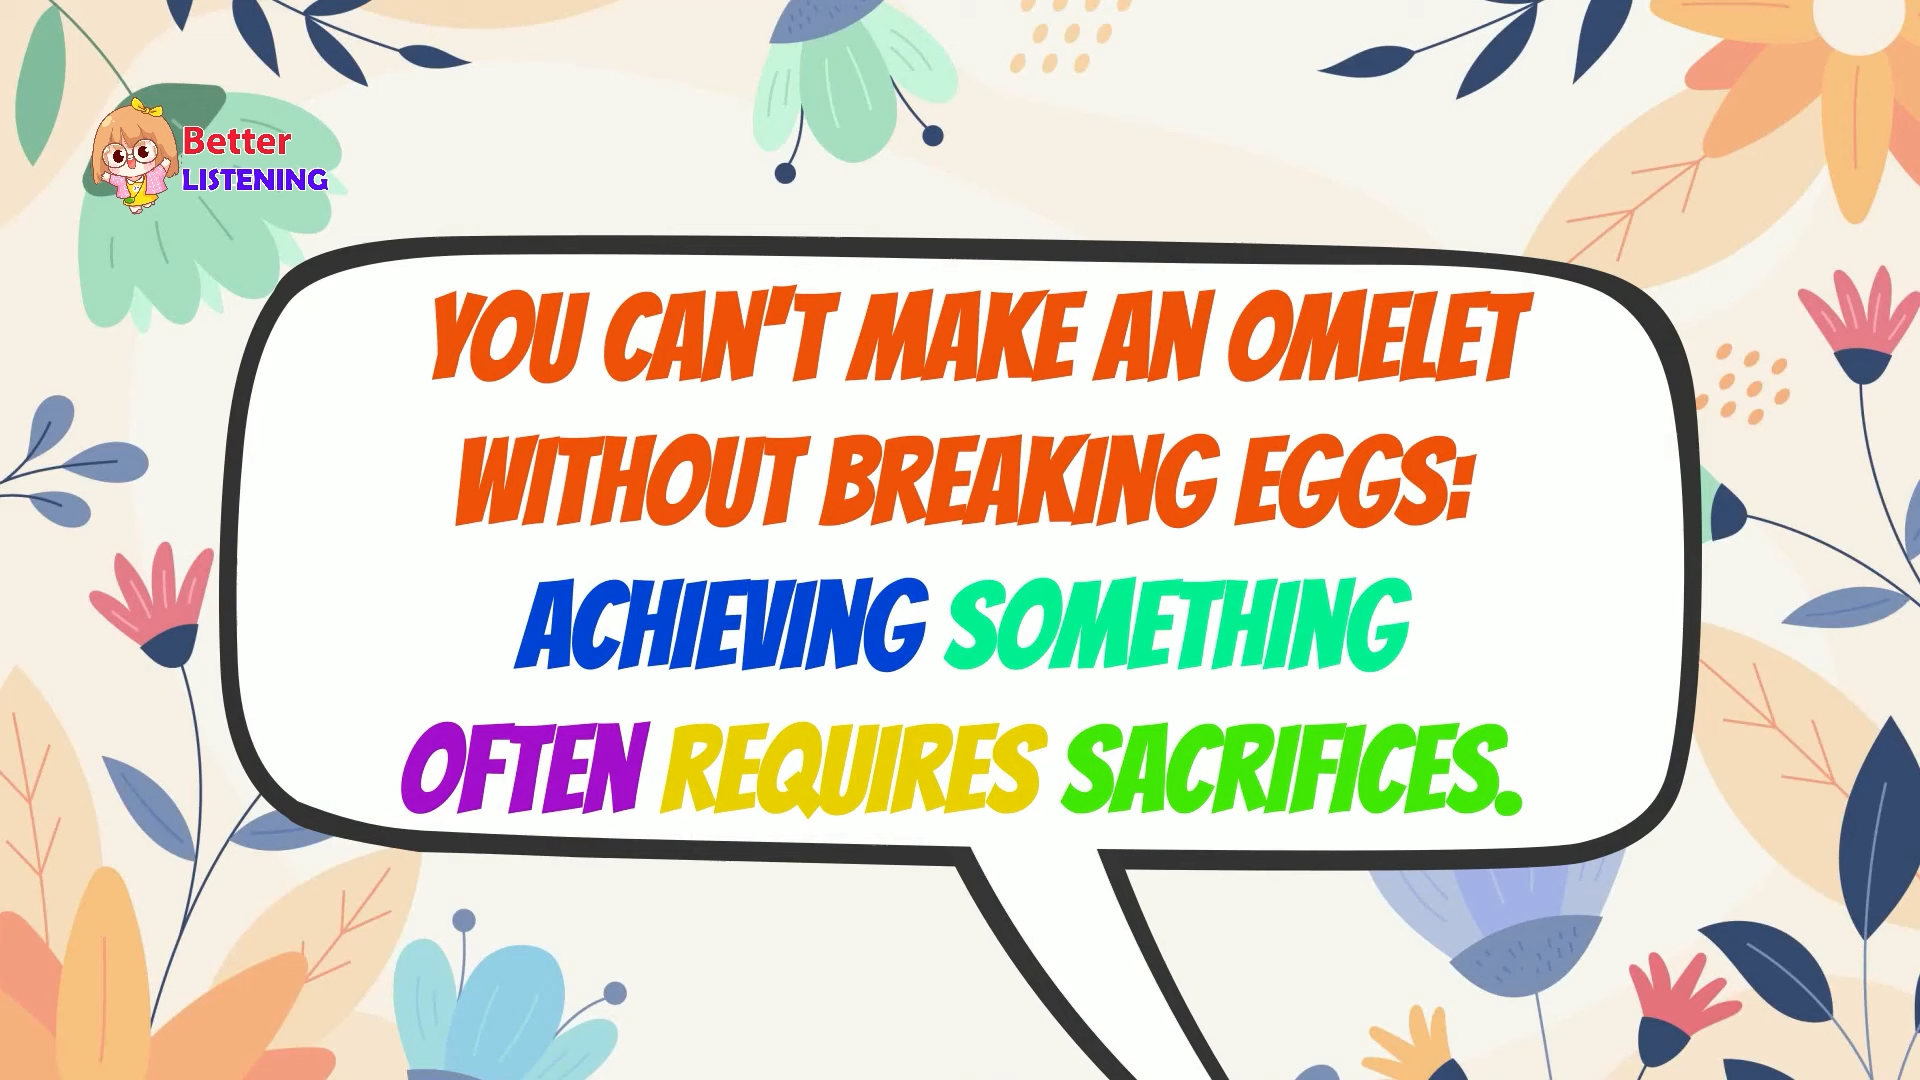 Better
LISTENING
YOU CAN'T MAKE AN OMELET
WITHOUT BREAKING EGGS:
ACHIEVING SOMETHING
OFTEN REQUIRES SACRIFICES.